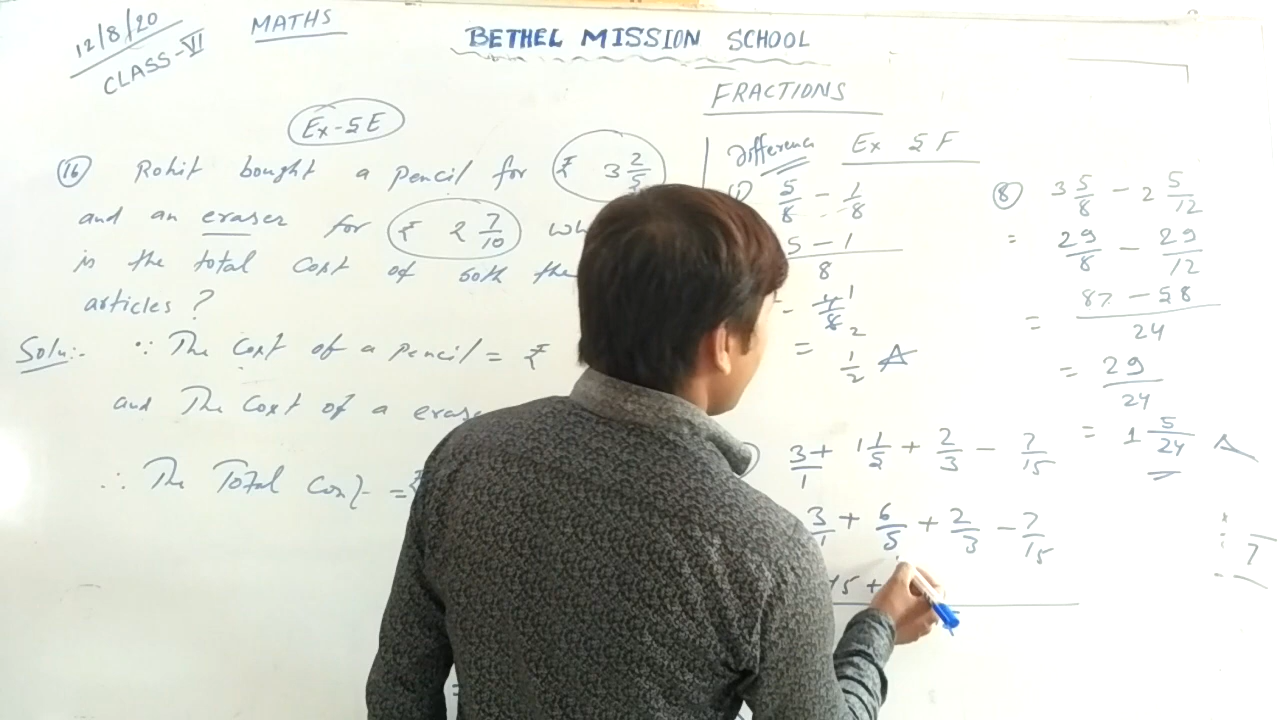 12/8/20
CLASS-VI
MATHS
BETHEL MISSION SCHOOL
FRACTIONS
Ex-5E
(16) Rohit bought a pencil for ₹ 3 2/5
and an eraser for ₹ 2 7/10
is the total cost of both the
articles ?
Soln:- ∵ The Cost of a pencil = ₹
and The Cost of a eraser
∴ The Total Cost = ₹
Difference Ex 5F
5/8 - 1/8
5 - 1
8
4/8 1 2
= 1/2 A
3/1 + 1 1/5 + 2/3 - 7/15
3/1 + 6/5 + 2/3 - 7/15
(8) 3 5/8 - 2 5/12
= 29/8 - 29/12
= 87 - 58
24
= 29/24
= 1 5/24 A
7